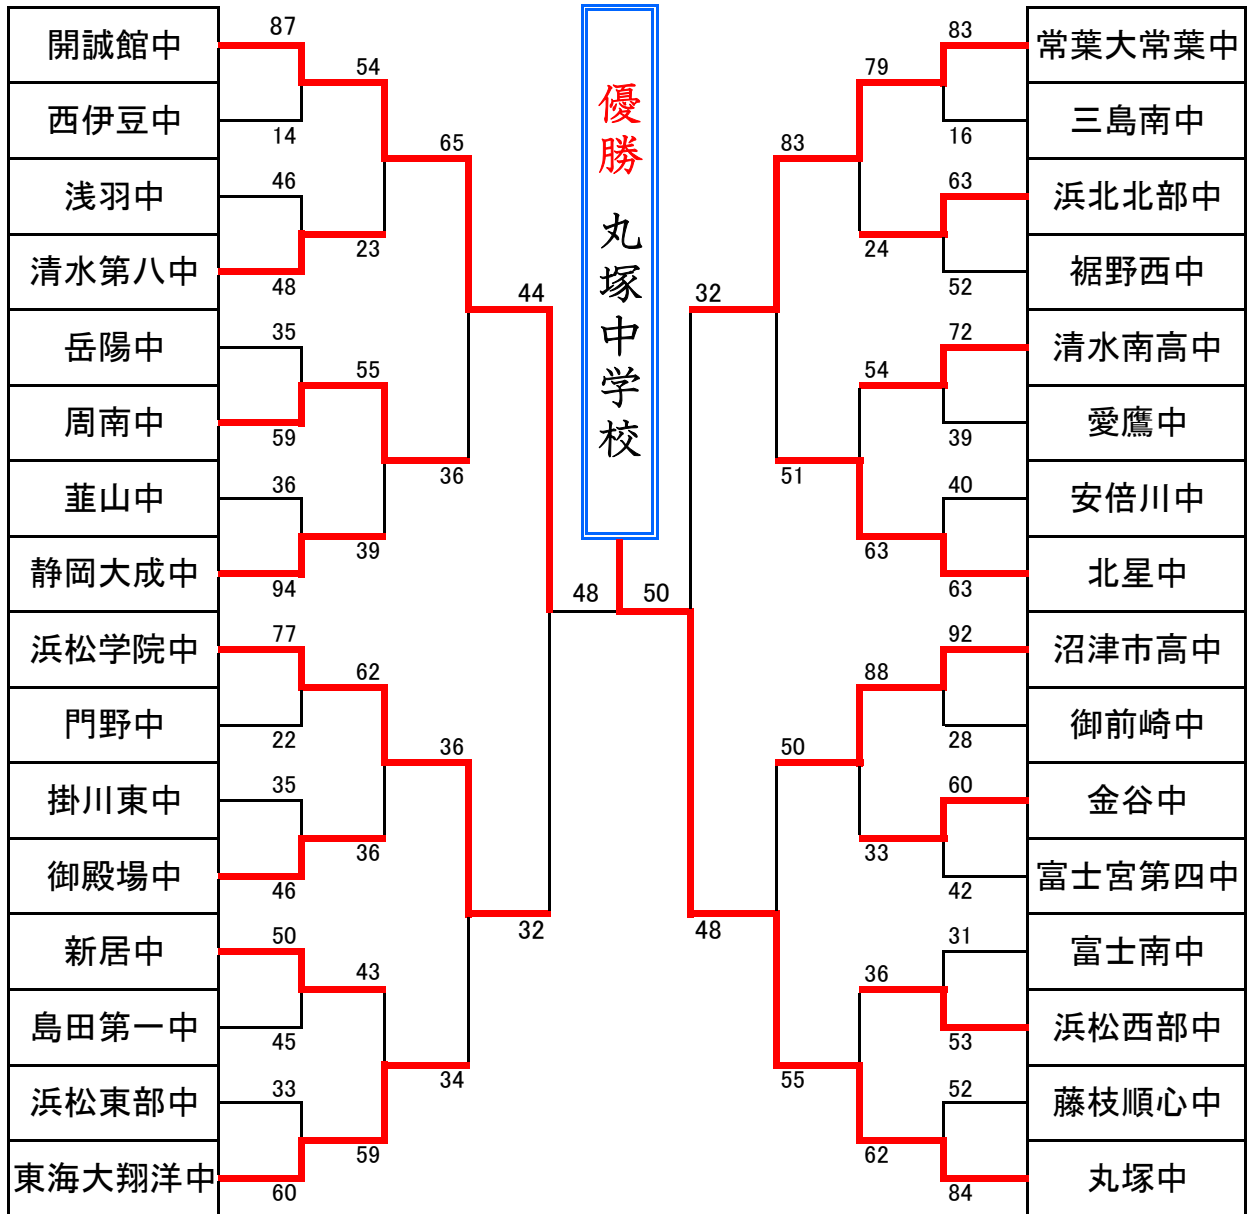 開誠館中
西伊豆中
浅羽中
清水第八中
岳陽中
周南中
韮山中
静岡大成中
浜松学院中
門野中
掛川東中
御殿場中
新居中
島田第一中
浜松東部中
東海大翔洋中
87
14
46
48
35
59
36
94
77
22
35
46
50
45
33
60
54
23
55
39
62
36
43
59
65
36
36
34
44
32
48
優勝 丸塚中学校
50
32
48
83
51
50
55
79
24
54
63
88
33
36
62
83
16
63
52
72
39
40
63
92
28
60
42
31
53
52
84
常葉大常葉中
三島南中
浜北北部中
裾野西中
清水南高中
愛鷹中
安倍川中
北星中
沼津市高中
御前崎中
金谷中
富士宮第四中
富士南中
浜松西部中
藤枝順心中
丸塚中